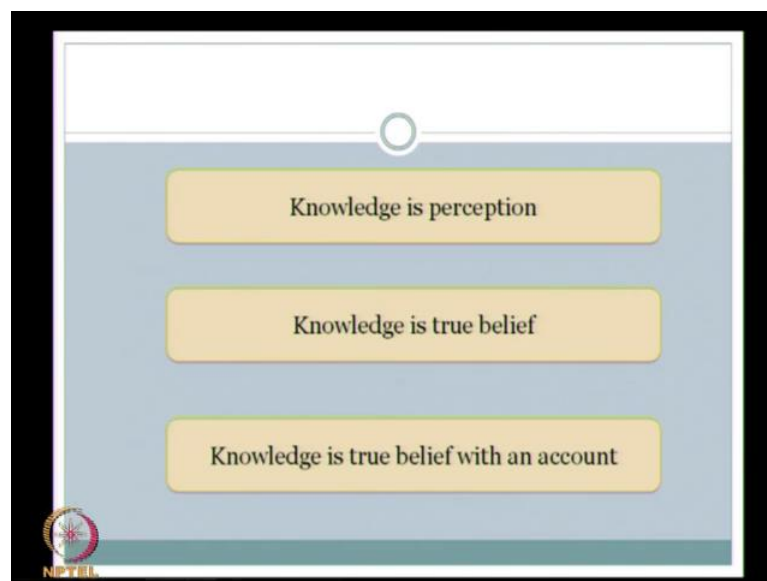 Knowledge is perception
Knowledge is true belief
Knowledge is true belief with an account
NPTEL